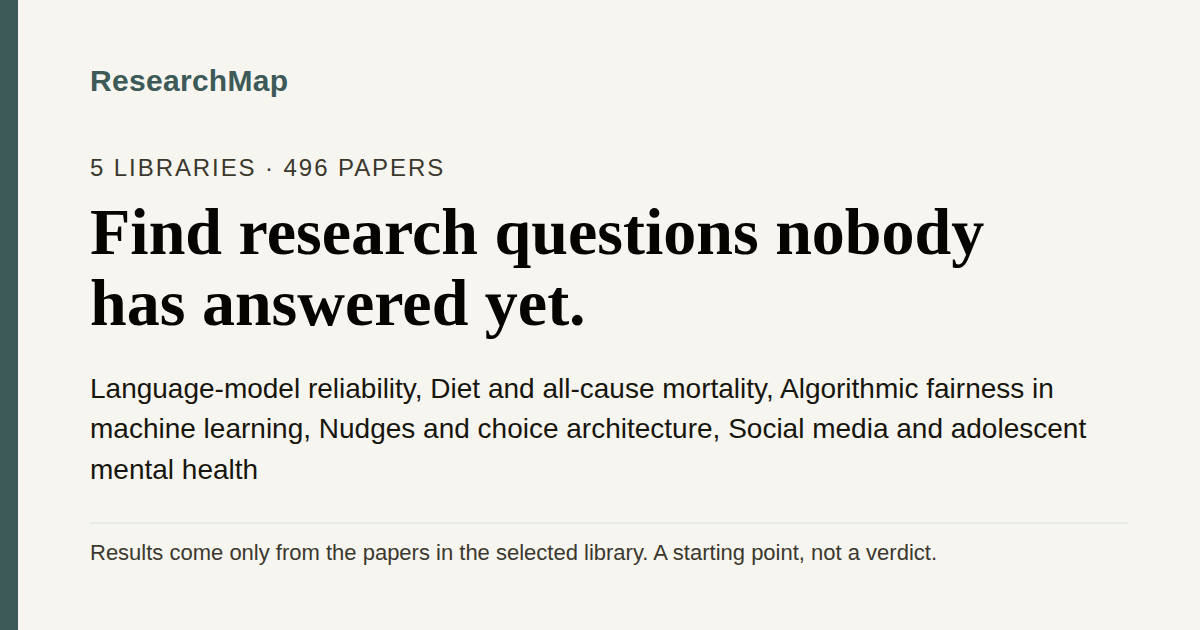 ResearchMap
5 LIBRARIES · 496 PAPERS
Find research questions nobody
has answered yet.
Language-model reliability, Diet and all-cause mortality, Algorithmic fairness in
machine learning, Nudges and choice architecture, Social media and adolescent
mental health
Results come only from the papers in the selected library. A starting point, not a verdict.